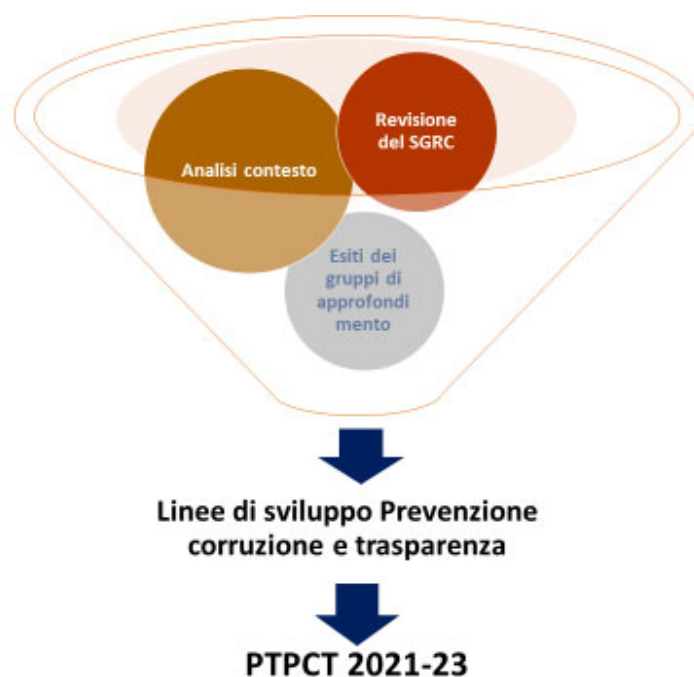 Revisione
del SGRC
Analisi contesto
Esiti dei
gruppi di
approfondi
mento
Linee di sviluppo Prevenzione
corruzione e trasparenza
PTPCT 2021-23